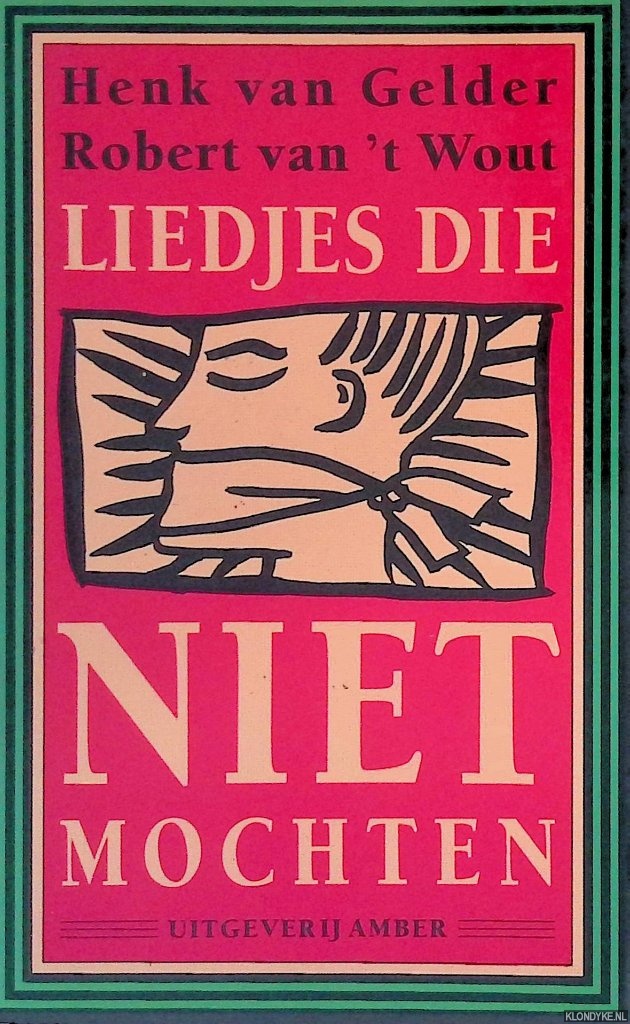 Henk van Gelder
Robert van 't Wout
LIEDJES DIE
NIET
MOCHTEN
UITGEVERIJ AMBER
KLONDYKE.NL